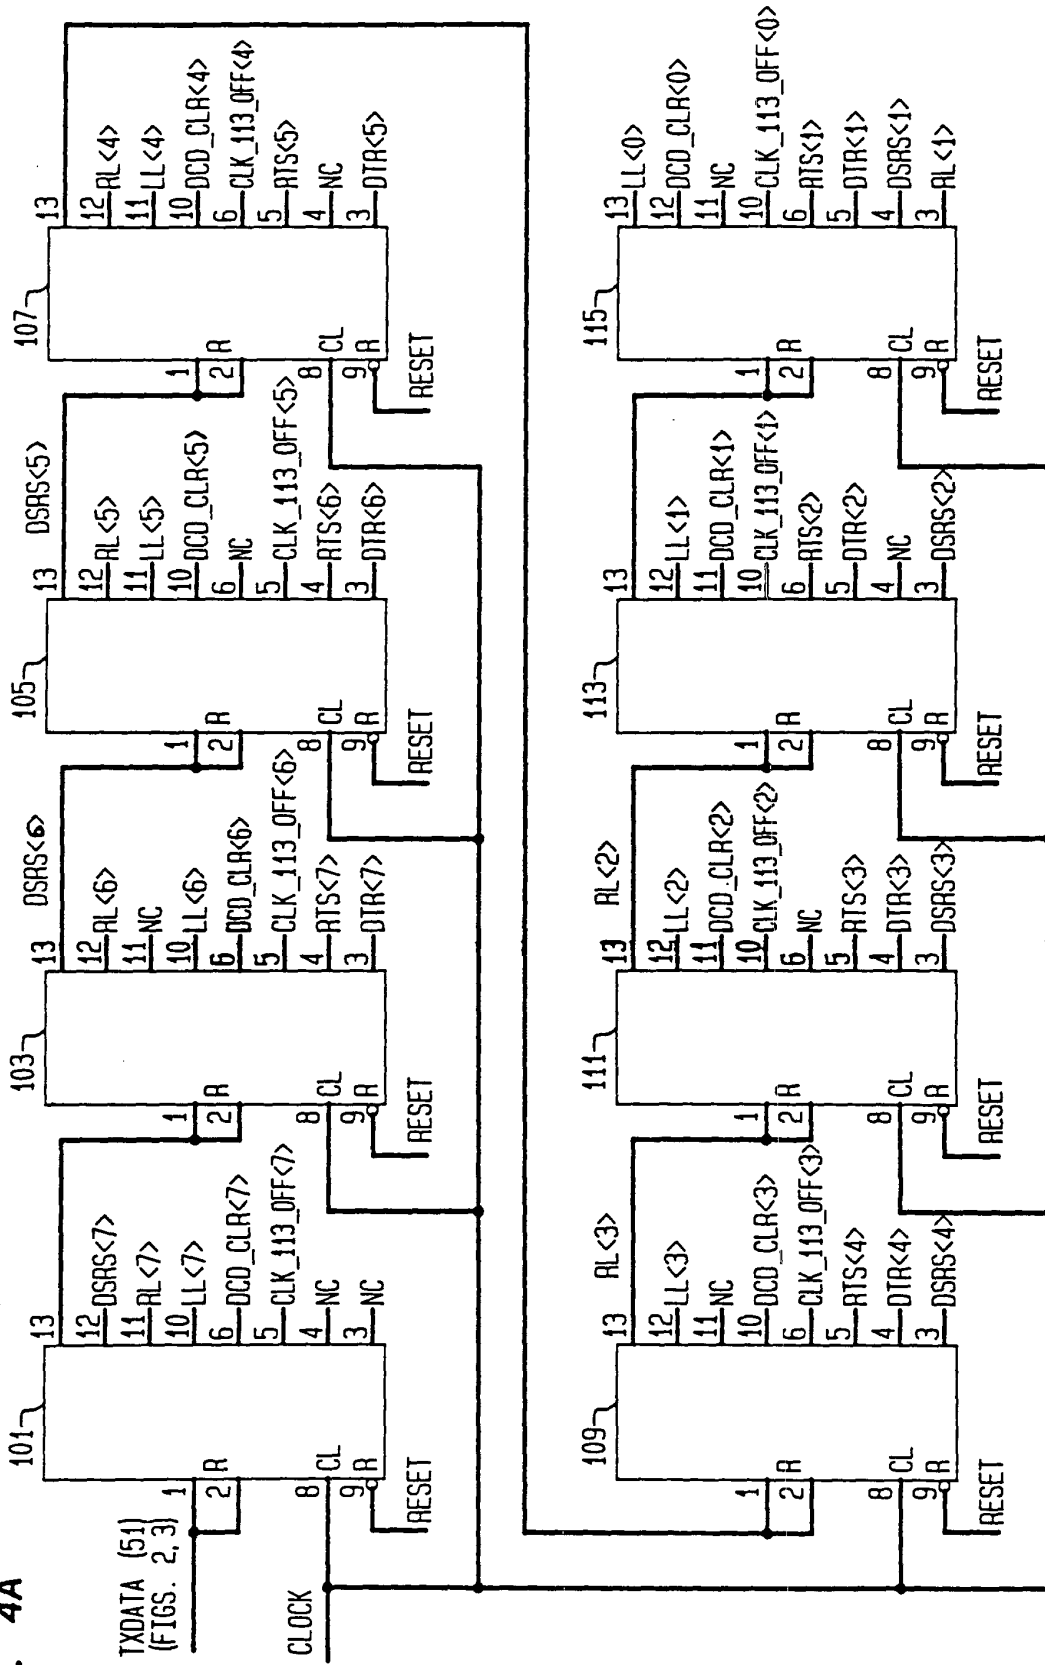 4A
TXDATA (51)
(FIGS. 2, 3)
CLOCK
101
1
2 R
8 CL
9 R
RESET
13
12 DSRS<7>
11 RL<7>
10 LL<7>
6 DCD_CLR<7>
5 CLK_113_OFF<7>
4 NC
3 NC
103
1
2 R
8 CL
9 R
RESET
13 DSRS<6>
12 RL<6>
11 NC
10 LL<6>
6 DCD_CLR<6>
5 CLK_113_OFF<6>
4 RTS<7>
3 DTR<7>
105
1
2 R
8 CL
9 R
RESET
13 DSRS<5>
12 RL<5>
11 LL<5>
10 DCD_CLR<5>
6 NC
5 CLK_113_OFF<5>
4 RTS<6>
3 DTR<6>
107
1
2 R
8 CL
9 R
RESET
13
12 RL<4>
11 LL<4>
10 DCD_CLR<4>
6 CLK_113_OFF<4>
5 RTS<5>
4 NC
3 DTR<5>
109
1
2 R
8 CL
9 R
RESET
13 RL<3>
12 LL<3>
11 NC
10 DCD_CLR<3>
6 CLK_113_OFF<3>
5 RTS<4>
4 DTR<4>
3 DSRS<4>
111
1
2 R
8 CL
9 R
RESET
13 RL<2>
12 LL<2>
11 DCD_CLR<2>
10 CLK_113_OFF<2>
6 NC
5 RTS<3>
4 DTR<3>
3 DSRS<3>
113
1
2 R
8 CL
9 R
RESET
13
12 LL<1>
11 DCD_CLR<1>
10 CLK_113_OFF<1>
6 RTS<2>
5 DTR<2>
4 NC
3 DSRS<2>
115
1
2 R
8 CL
9 R
RESET
13 LL<0>
12 DCD_CLR<0>
11 NC
10 CLK_113_OFF<0>
6 RTS<1>
5 DTR<1>
4 DSRS<1>
3 RL<1>